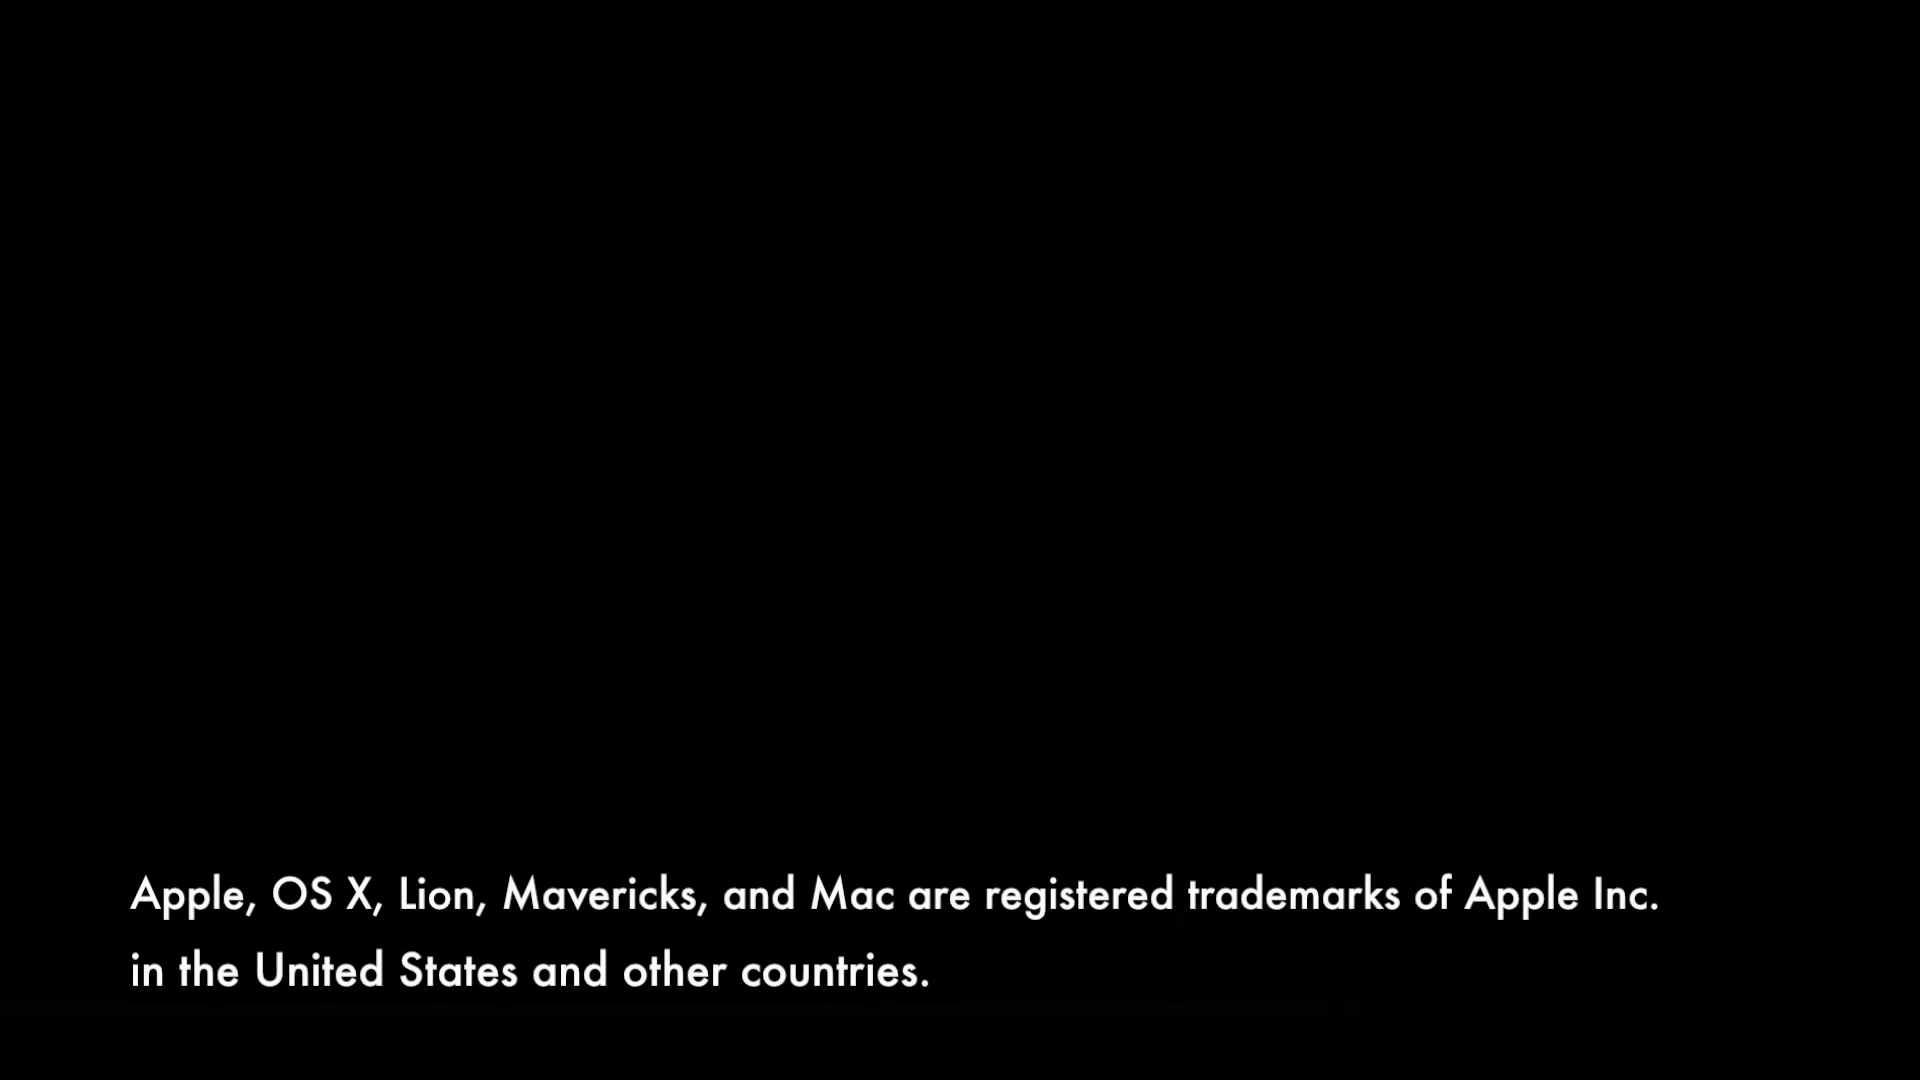 Apple, OS X, Lion, Mavericks, and Mac are registered trademarks of Apple Inc.
in the United States and other countries.